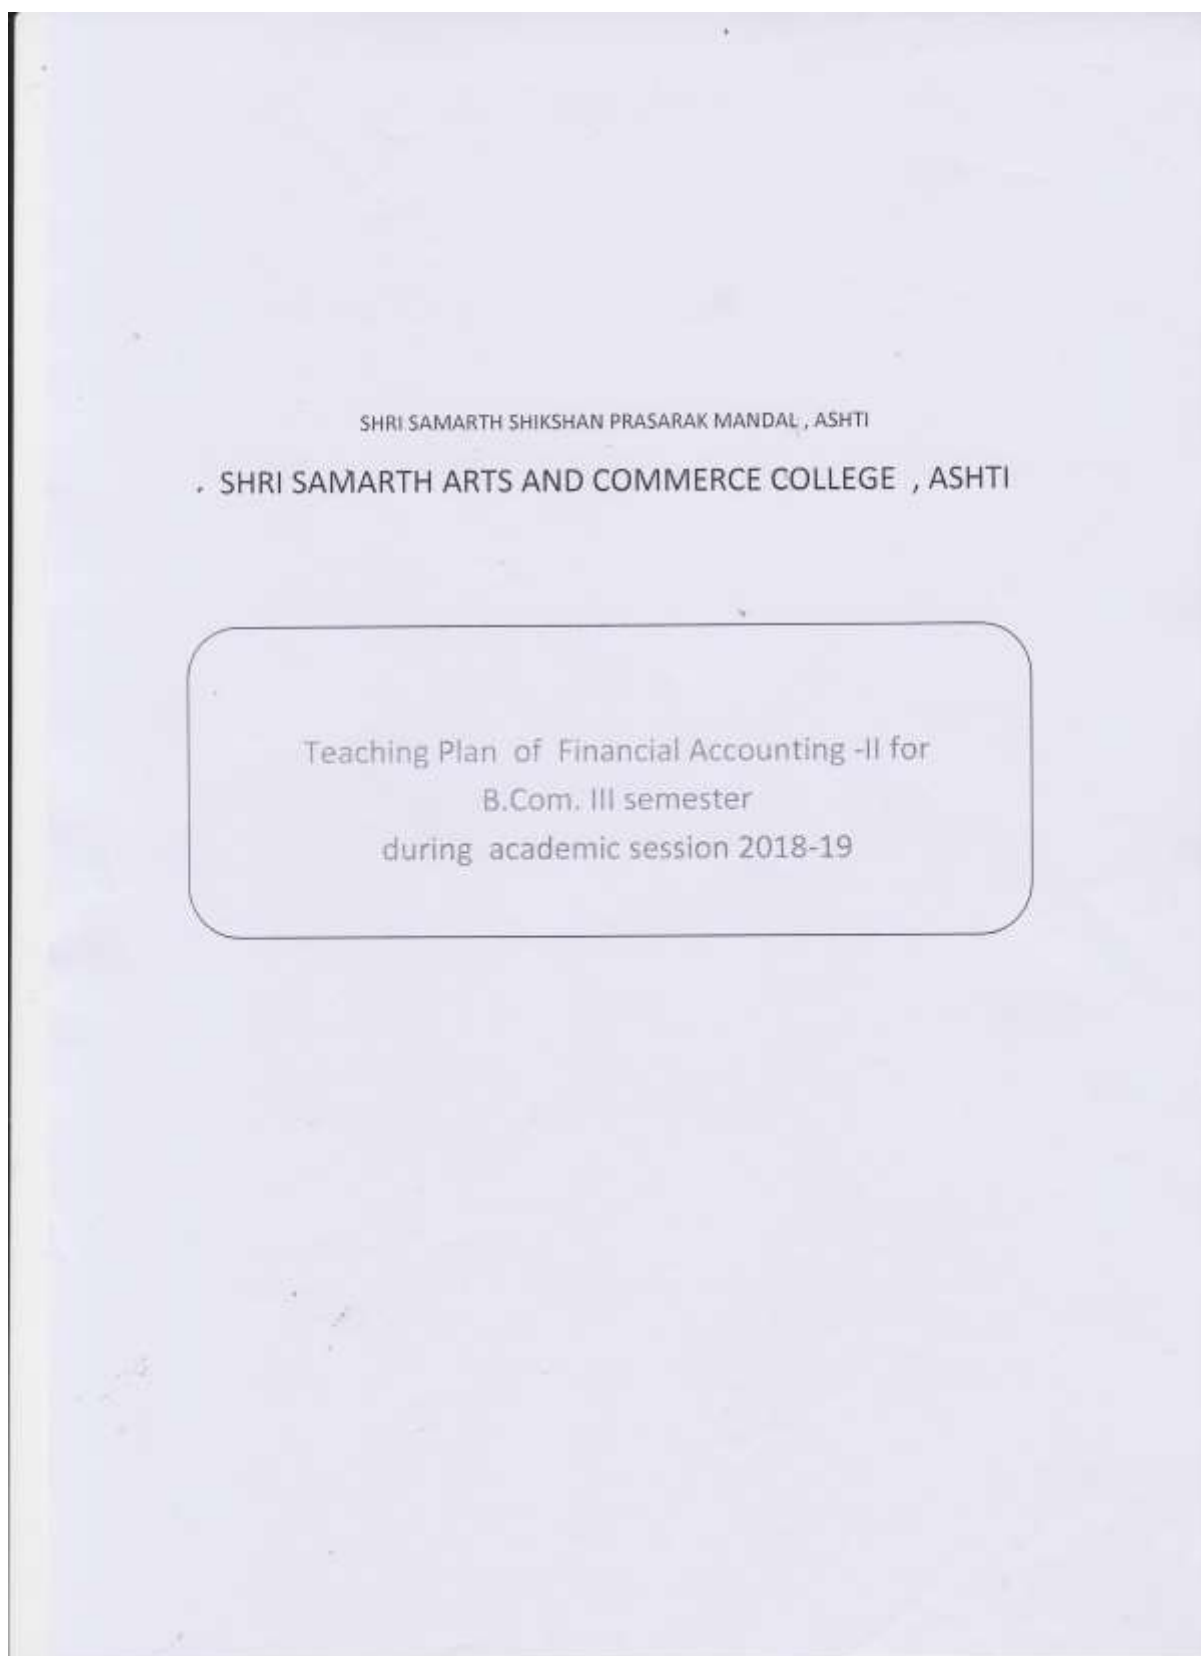 SHRI SAMARTH SHIKSHAN PRASARAK MANDAL , ASHTI
SHRI SAMARTH ARTS AND COMMERCE COLLEGE , ASHTI
Teaching Plan of Financial Accounting -II for
B.Com. III semester
during academic session 2018-19